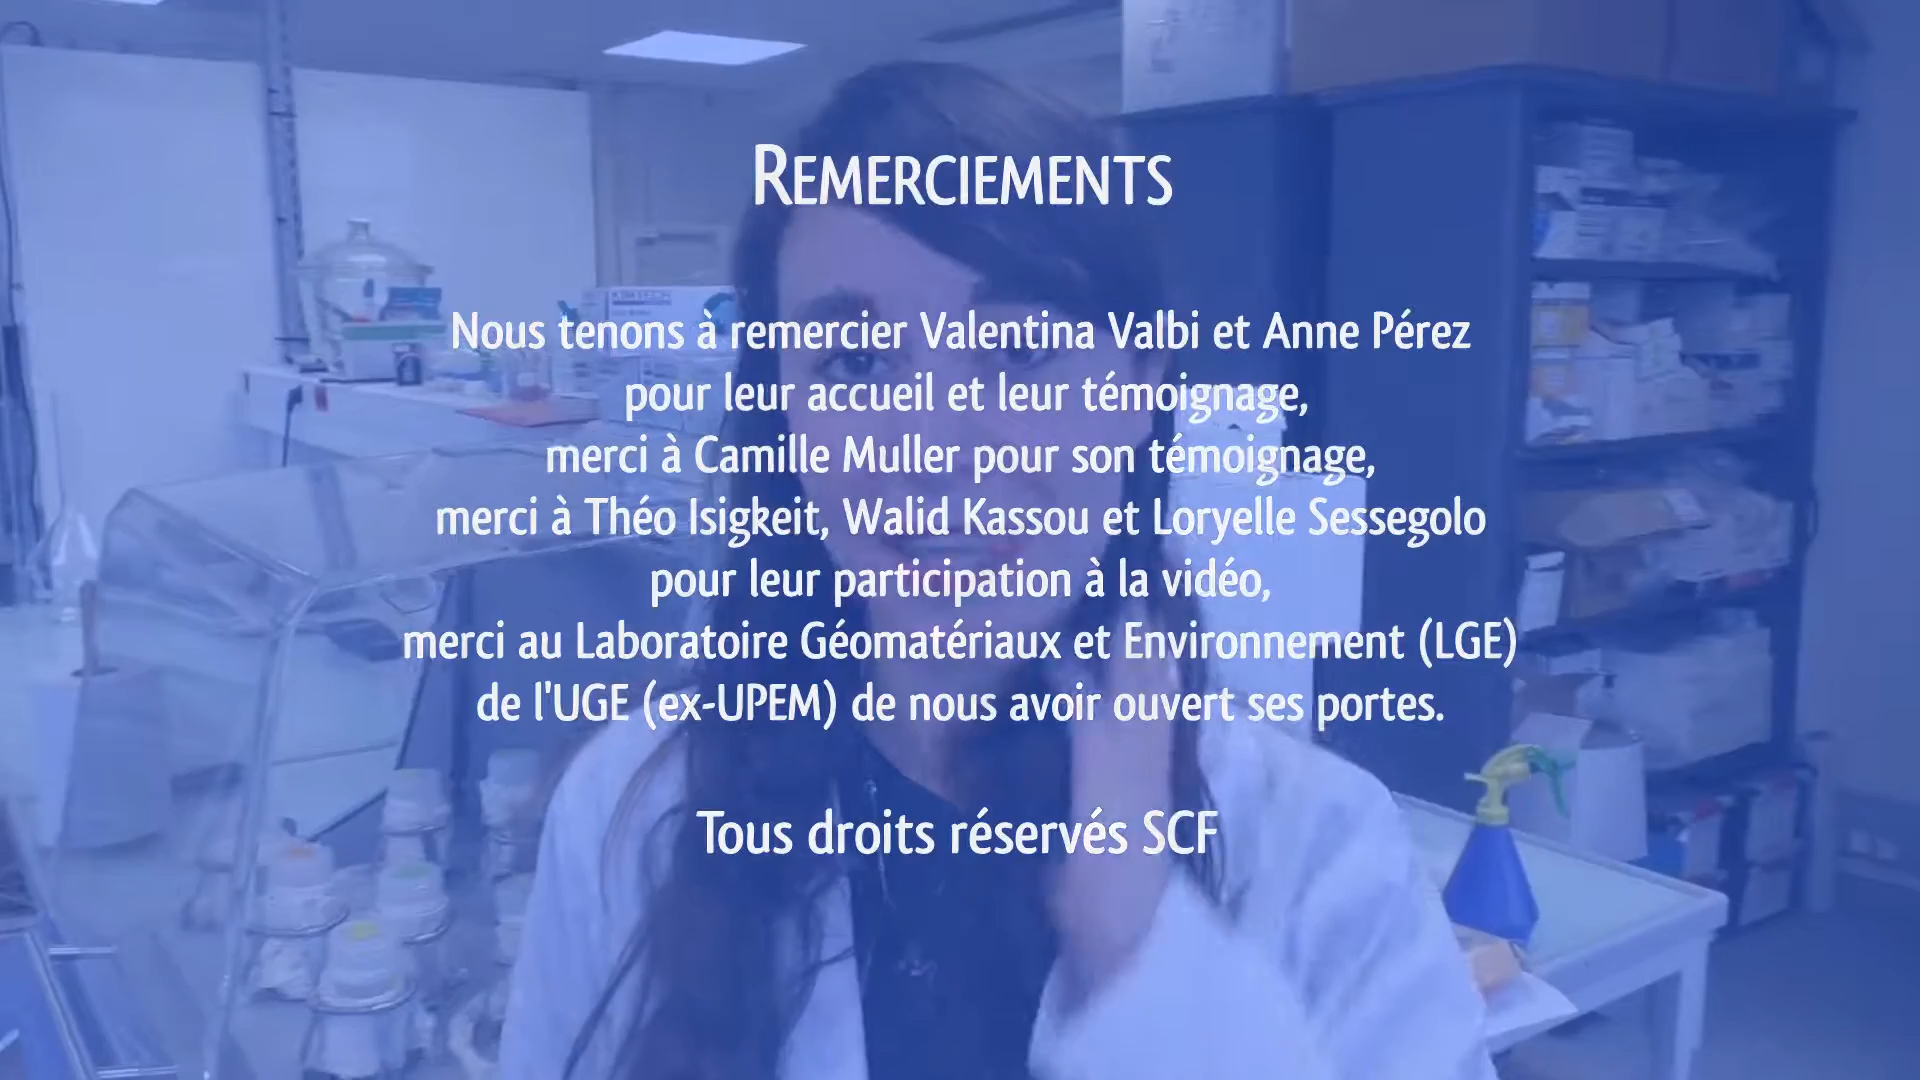 REMERCIEMENTS
Nous tenons à remercier Valentina Valbi et Anne Pérez
pour leur accueil et leur témoignage,
merci à Camille Muller pour son témoignage,
merci à Théo Isigkeit, Walid Kassou et Loryelle Sessegolo
pour leur participation à la vidéo,
merci au Laboratoire Géomatériaux et Environnement (LGE)
de l'UGE (ex-UPEM) de nous avoir ouvert ses portes.
Tous droits réservés SCF